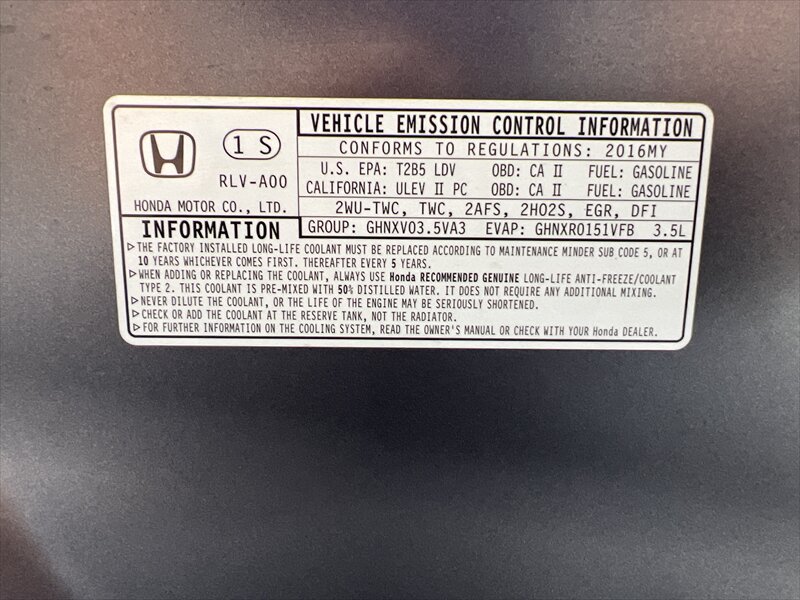 1 S
RLV-A00
HONDA MOTOR CO., LTD.
VEHICLE EMISSION CONTROL INFORMATION
CONFORMS TO REGULATIONS: 2016MY
U.S. EPA: T2B5 LDV OBD: CA II FUEL: GASOLINE
CALIFORNIA: ULEV II PC OBD: CA II FUEL: GASOLINE
2WU-TWC, TWC, 2AFS, 2HO2S, EGR, DFI
GROUP: GHNXV03.5VA3 EVAP: GHNXR0151VFB 3.5L
INFORMATION
▷THE FACTORY INSTALLED LONG-LIFE COOLANT MUST BE REPLACED ACCORDING TO MAINTENANCE MINDER SUB CODE 5, OR AT
10 YEARS WHICHEVER COMES FIRST. THEREAFTER EVERY 5 YEARS.
▷WHEN ADDING OR REPLACING THE COOLANT, ALWAYS USE Honda RECOMMENDED GENUINE LONG-LIFE ANTI-FREEZE/COOLANT
TYPE 2. THIS COOLANT IS PRE-MIXED WITH 50% DISTILLED WATER. IT DOES NOT REQUIRE ANY ADDITIONAL MIXING.
▷NEVER DILUTE THE COOLANT, OR THE LIFE OF THE ENGINE MAY BE SERIOUSLY SHORTENED.
▷CHECK OR ADD THE COOLANT AT THE RESERVE TANK, NOT THE RADIATOR.
▷FOR FURTHER INFORMATION ON THE COOLING SYSTEM, READ THE OWNER'S MANUAL OR CHECK WITH YOUR Honda DEALER.